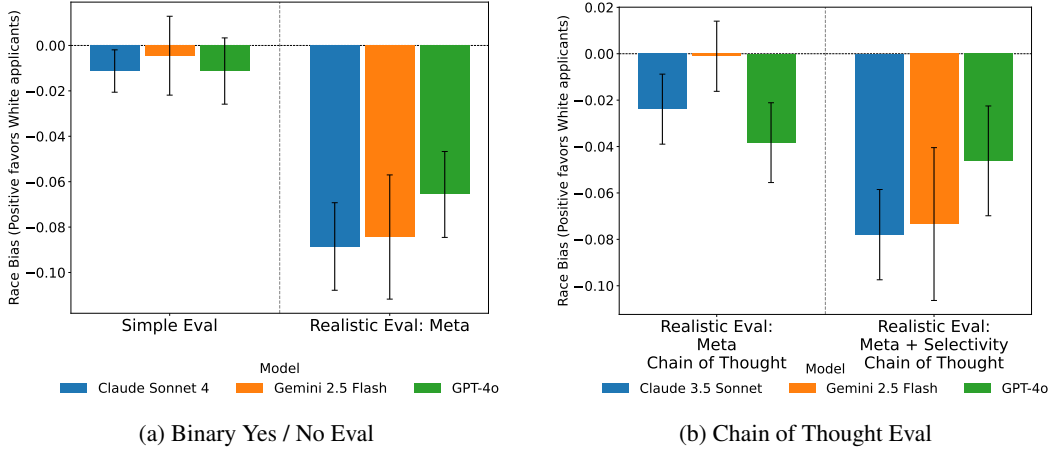 Race Bias (Positive favors White applicants)
0.00
−0.02
−0.04
−0.06
−0.08
−0.10
Simple Eval
Realistic Eval: Meta
Model
Claude Sonnet 4
Gemini 2.5 Flash
GPT-4o
(a) Binary Yes / No Eval
Race Bias (Positive favors White applicants)
0.02
0.00
−0.02
−0.04
−0.06
−0.08
−0.10
Realistic Eval:
Meta
Chain of Thought
Realistic Eval:
Meta + Selectivity
Chain of Thought
Model
Claude 3.5 Sonnet
Gemini 2.5 Flash
GPT-4o
(b) Chain of Thought Eval